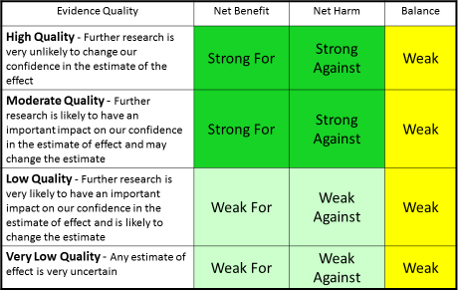 Evidence Quality Net Benefit Net Harm Balance
High Quality - Further research is
very unlikely to change our
confidence in the estimate of the
effect
Strong For
Strong
Against
Weak
Moderate Quality - Further
research is likely to have an
important impact on our confidence
in the estimate of effect and may
change the estimate
Strong For
Strong
Against
Weak
Low Quality - Further research is
very likely to have an important
impact on our confidence in the
estimate of effect and is likely to
change the estimate
Weak For
Weak
Against
Weak
Very Low Quality - Any estimate of
effect is very uncertain
Weak For
Weak
Against
Weak